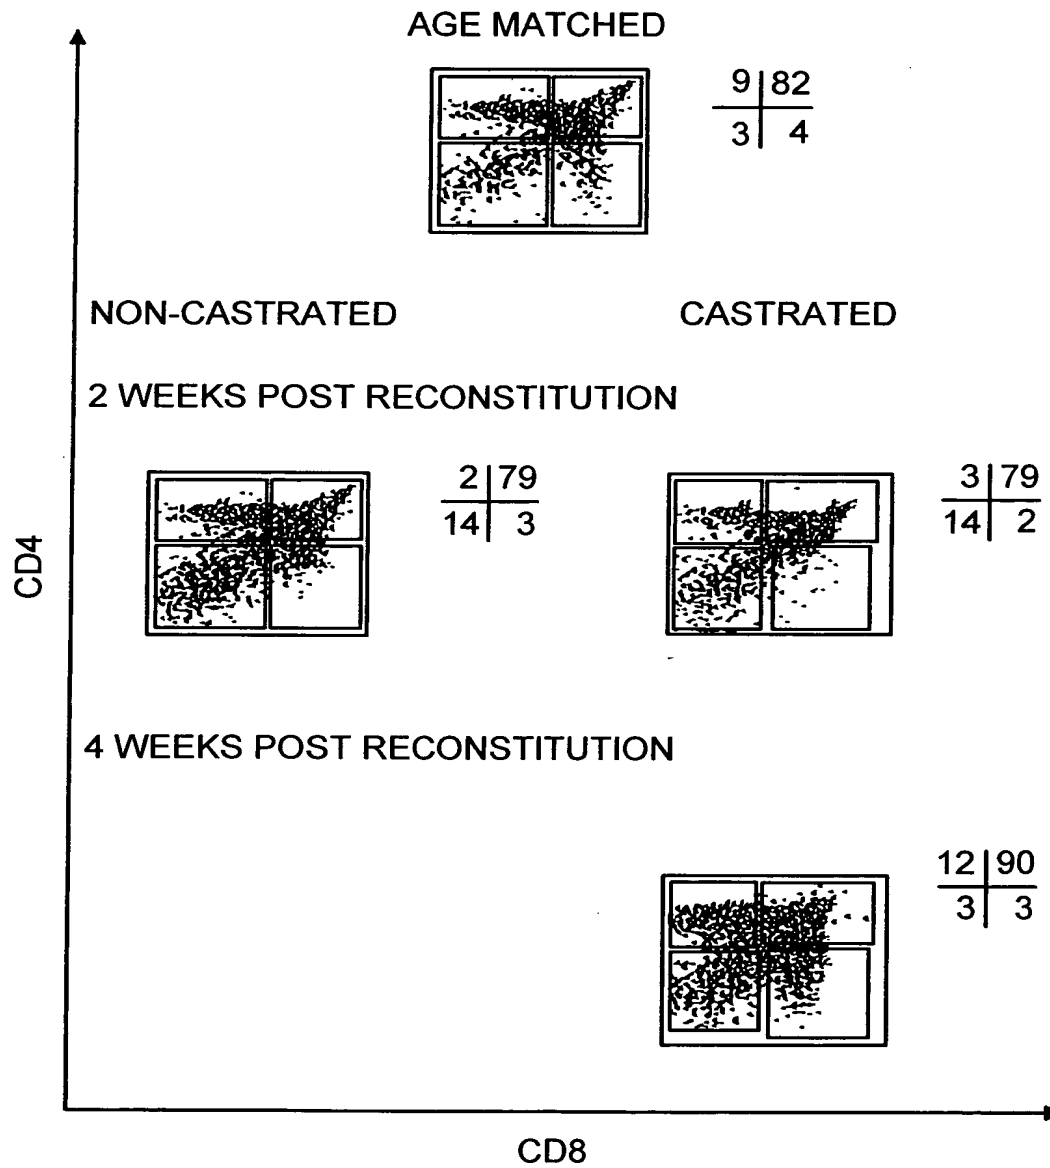 AGE MATCHED
9 82
3 4
NON-CASTRATED CASTRATED
2 WEEKS POST RECONSTITUTION
2 79
14 3
3 79
14 2
CD4
4 WEEKS POST RECONSTITUTION
12 90
3 3
CD8